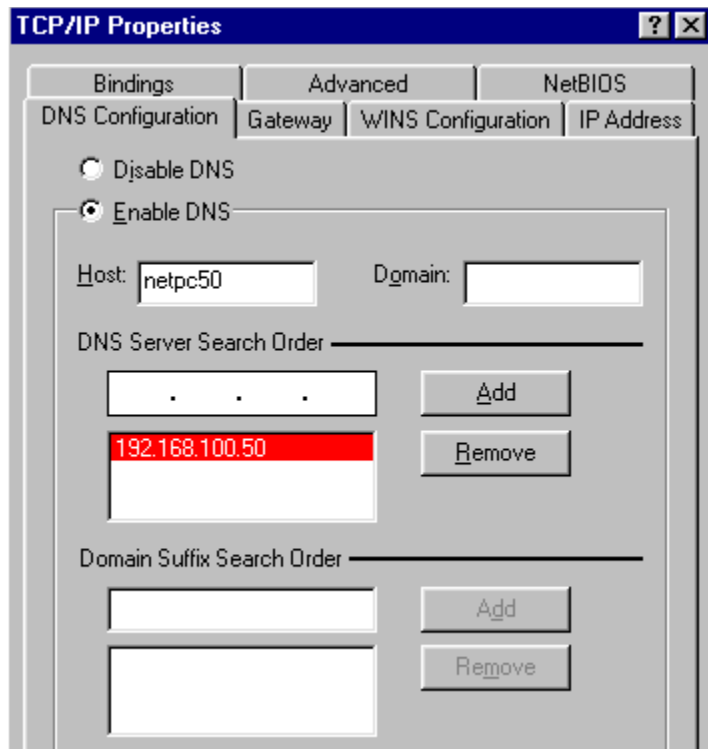 TCP/IP Properties
Bindings Advanced NetBIOS
DNS Configuration Gateway WINS Configuration IP Address
Disable DNS
Enable DNS
Host: netpc50 Domain:
DNS Server Search Order
. . . Add
192.168.100.50 Remove
Domain Suffix Search Order
Add
Remove